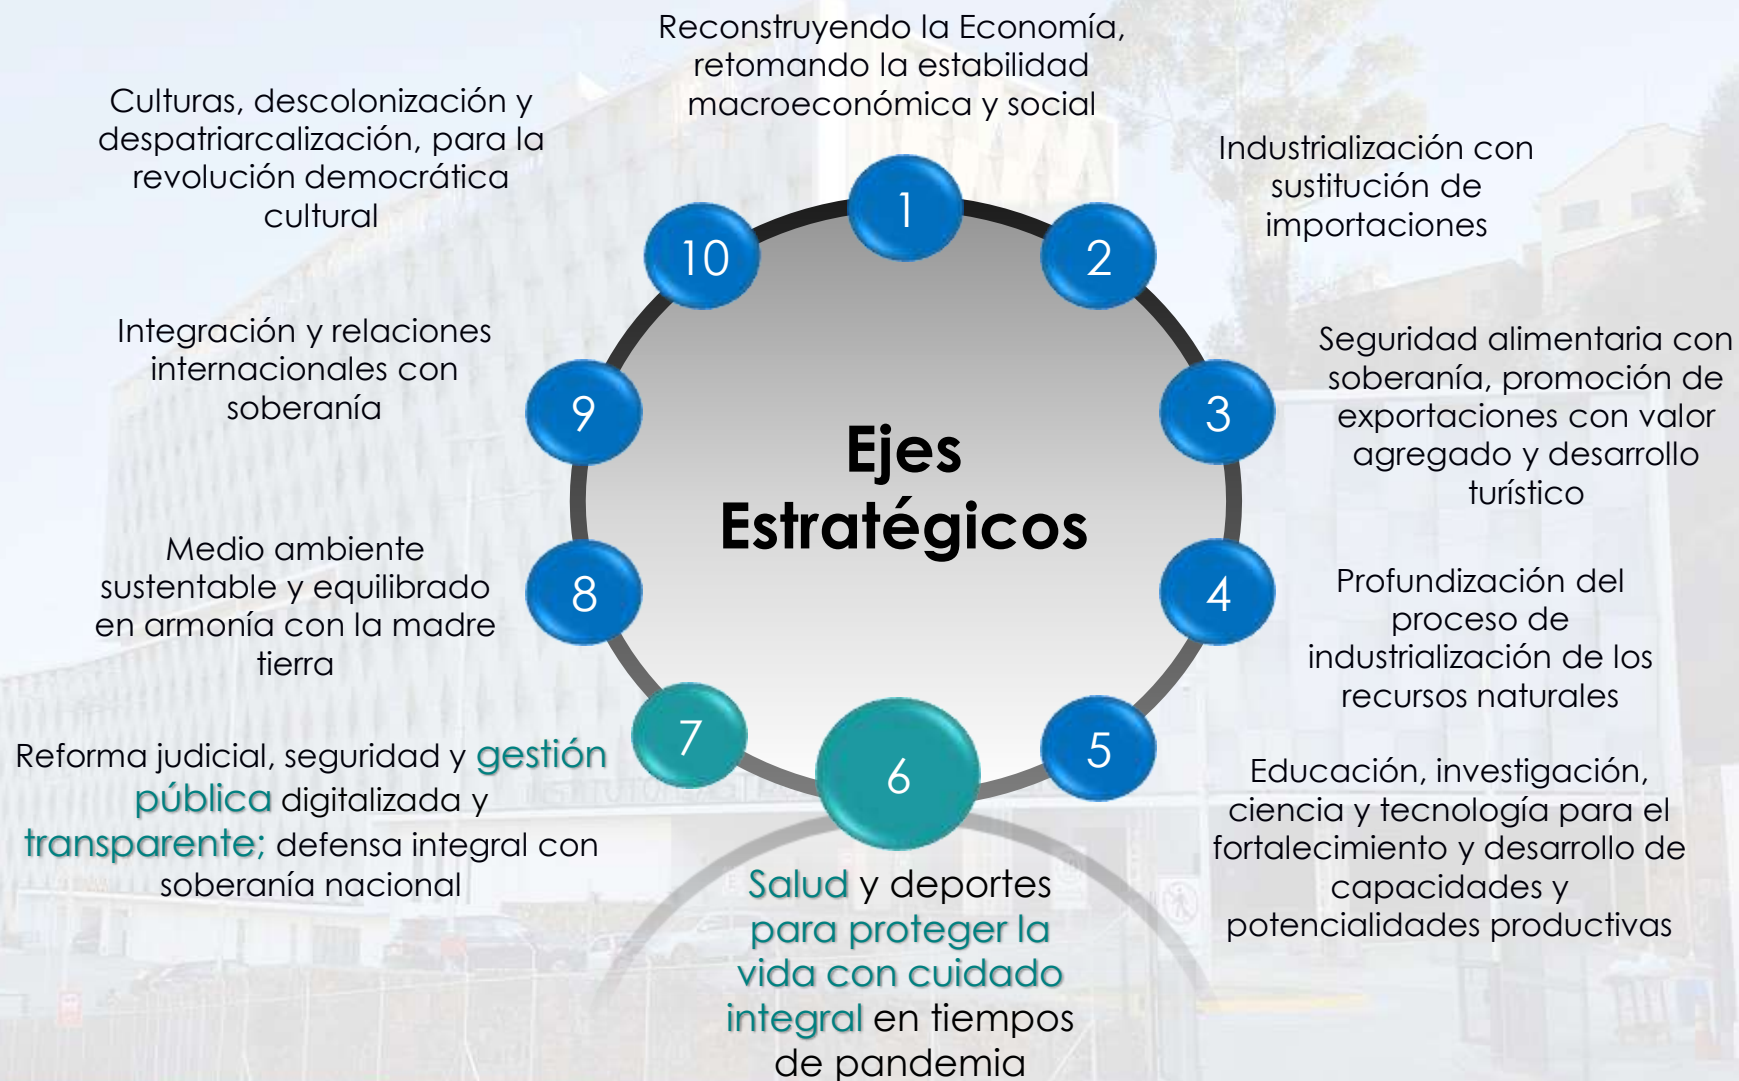 Reconstruyendo la Economía,
retomando la estabilidad
macroeconómica y social
1
Industrialización con
sustitución de
importaciones
2
Seguridad alimentaria con
soberanía, promoción de
exportaciones con valor
agregado y desarrollo
turístico
3
Profundización del
proceso de
industrialización de los
recursos naturales
4
Educación, investigación,
ciencia y tecnología para el
fortalecimiento y desarrollo de
capacidades y
potencialidades productivas
5
Salud y deportes
para proteger la
vida con cuidado
integral en tiempos
de pandemia
6
Reforma judicial, seguridad y gestión
pública digitalizada y
transparente; defensa integral con
soberanía nacional
7
Medio ambiente
sustentable y equilibrado
en armonía con la madre
tierra
8
Integración y relaciones
internacionales con
soberanía
9
Culturas, descolonización y
despatriarcalización, para la
revolución democrática
cultural
10
Ejes
Estratégicos